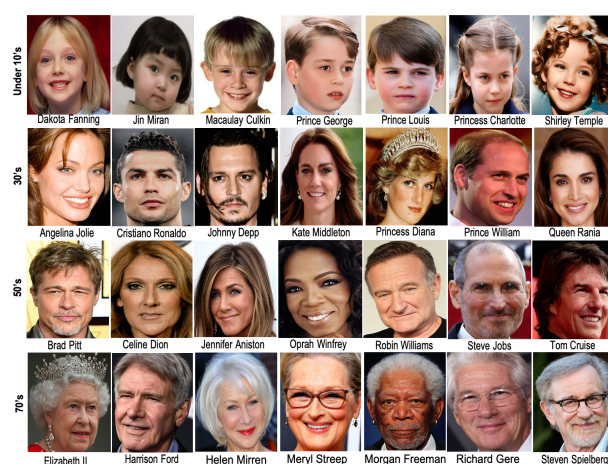 Under 10's
Dakota Fanning
Jin Miran
Macaulay Culkin
Prince George
Prince Louis
Princess Charlotte
Shirley Temple
30's
Angelina Jolie
Cristiano Ronaldo
Johnny Depp
Kate Middleton
Princess Diana
Prince William
Queen Rania
50's
Brad Pitt
Celine Dion
Jennifer Aniston
Oprah Winfrey
Robin Williams
Steve Jobs
Tom Cruise
70's
Elizabeth II
Harrison Ford
Helen Mirren
Meryl Streep
Morgan Freeman
Richard Gere
Steven Spielberg